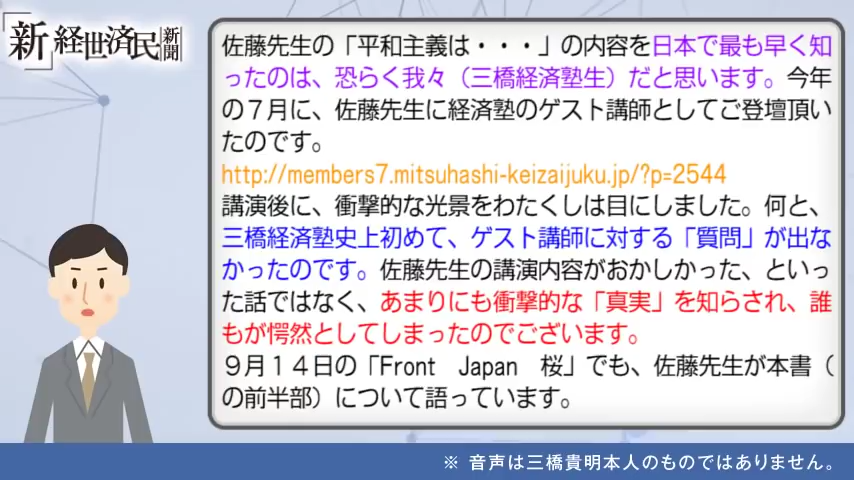 新経世済民新聞
佐藤先生の「平和主義は・・・」の内容を日本で最も早く知
ったのは、恐らく我々（三橋経済塾生）だと思います。今年
の７月に、佐藤先生に経済塾のゲスト講師としてご登壇頂い
たのです。
http://members7.mitsuhashi-keizaijuku.jp/?p=2544
講演後に、衝撃的な光景をわたくしは目にしました。何と、
三橋経済塾史上初めて、ゲスト講師に対する「質問」が出な
かったのです。佐藤先生の講演内容がおかしかった、といっ
た話ではなく、あまりにも衝撃的な「真実」を知らされ、誰
もが愕然としてしまったのでございます。
９月１４日の「Front　Japan　桜」でも、佐藤先生が本書（
の前半部）について語っています。
※ 音声は三橋貴明本人のものではありません。